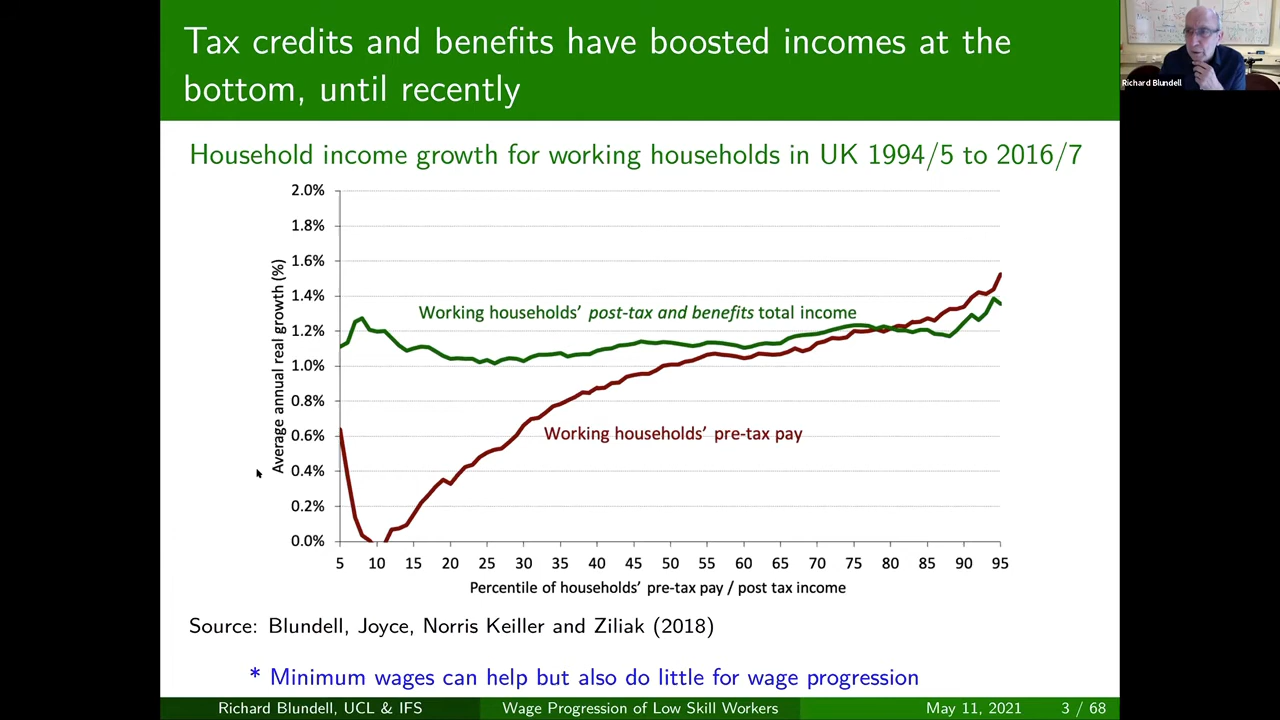 Tax credits and benefits have boosted incomes at the
bottom, until recently
Richard Blundell
Household income growth for working households in UK 1994/5 to 2016/7
2.0%
1.8%
1.6%
1.4%
1.2%
1.0%
0.8%
0.6%
0.4%
0.2%
0.0%
Average annual real growth (%)
Working households' post-tax and benefits total income
Working households' pre-tax pay
5 10 15 20 25 30 35 40 45 50 55 60 65 70 75 80 85 90 95
Percentile of households' pre-tax pay / post tax income
Source: Blundell, Joyce, Norris Keiller and Ziliak (2018)
* Minimum wages can help but also do little for wage progression
Richard Blundell, UCL & IFS Wage Progression of Low Skill Workers May 11, 2021 3 / 68